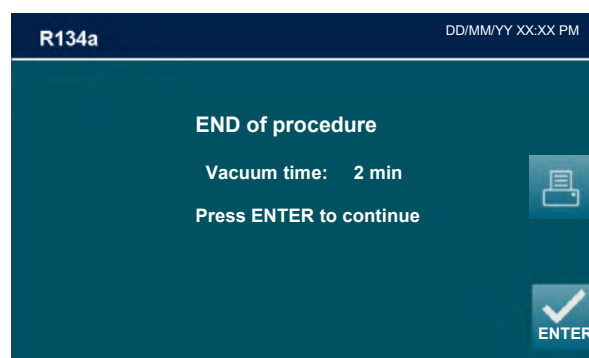 R134a
DD/MM/YY XX:XX PM
END of procedure
Vacuum time: 2 min
Press ENTER to continue
ENTER